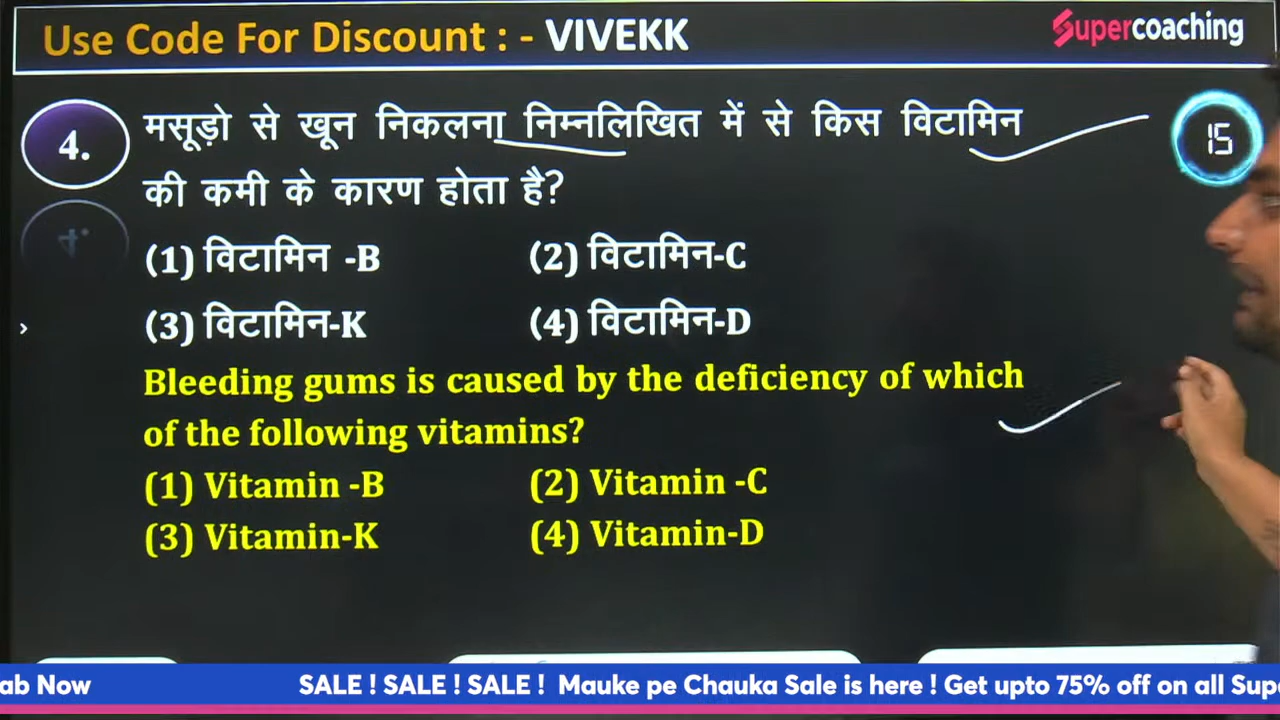 Use Code For Discount : - VIVEKK
Supercoaching
4.
15
मसूड़ो से खून निकलना निम्नलिखित में से किस विटामिन
की कमी के कारण होता है?
(1) विटामिन -B (2) विटामिन-C
(3) विटामिन-K (4) विटामिन-D
Bleeding gums is caused by the deficiency of which
of the following vitamins?
(1) Vitamin -B (2) Vitamin -C
(3) Vitamin-K (4) Vitamin-D
ab Now SALE ! SALE ! SALE ! Mauke pe Chauka Sale is here ! Get upto 75% off on all Supe